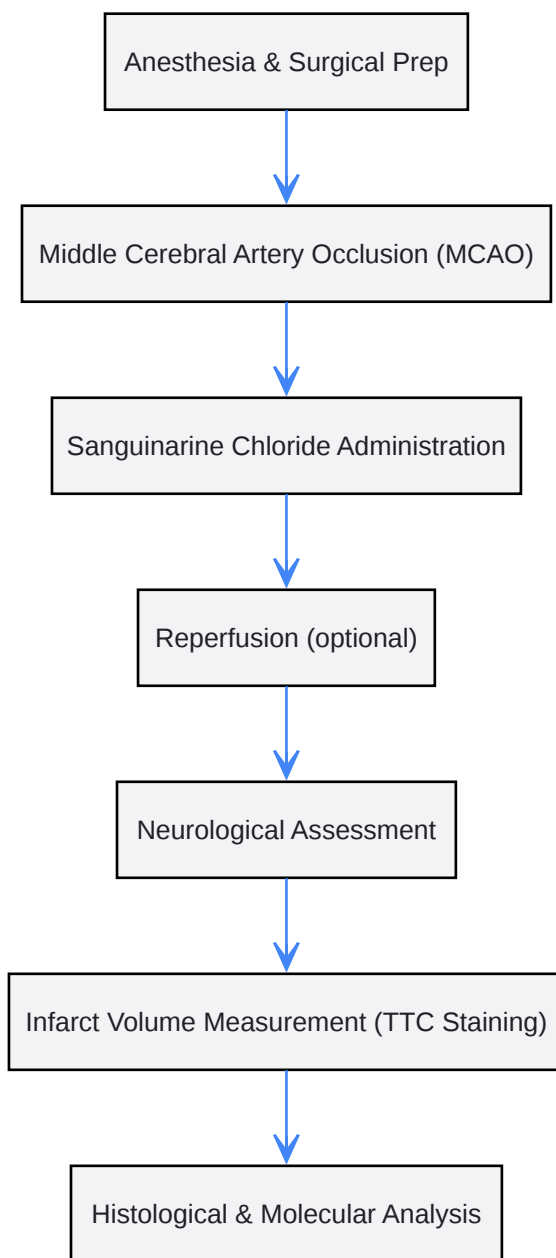 Anesthesia & Surgical Prep
Middle Cerebral Artery Occlusion (MCAO)
Sanguinarine Chloride Administration
Reperfusion (optional)
Neurological Assessment
Infarct Volume Measurement (TTC Staining)
Histological & Molecular Analysis